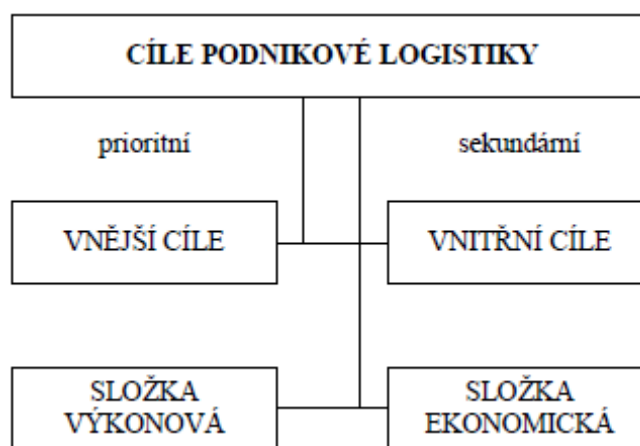 CÍLE PODNIKOVÉ LOGISTIKY
prioritní
sekundární
VNĚJŠÍ CÍLE
VNITŘNÍ CÍLE
SLOŽKA
VÝKONOVÁ
SLOŽKA
EKONOMICKÁ